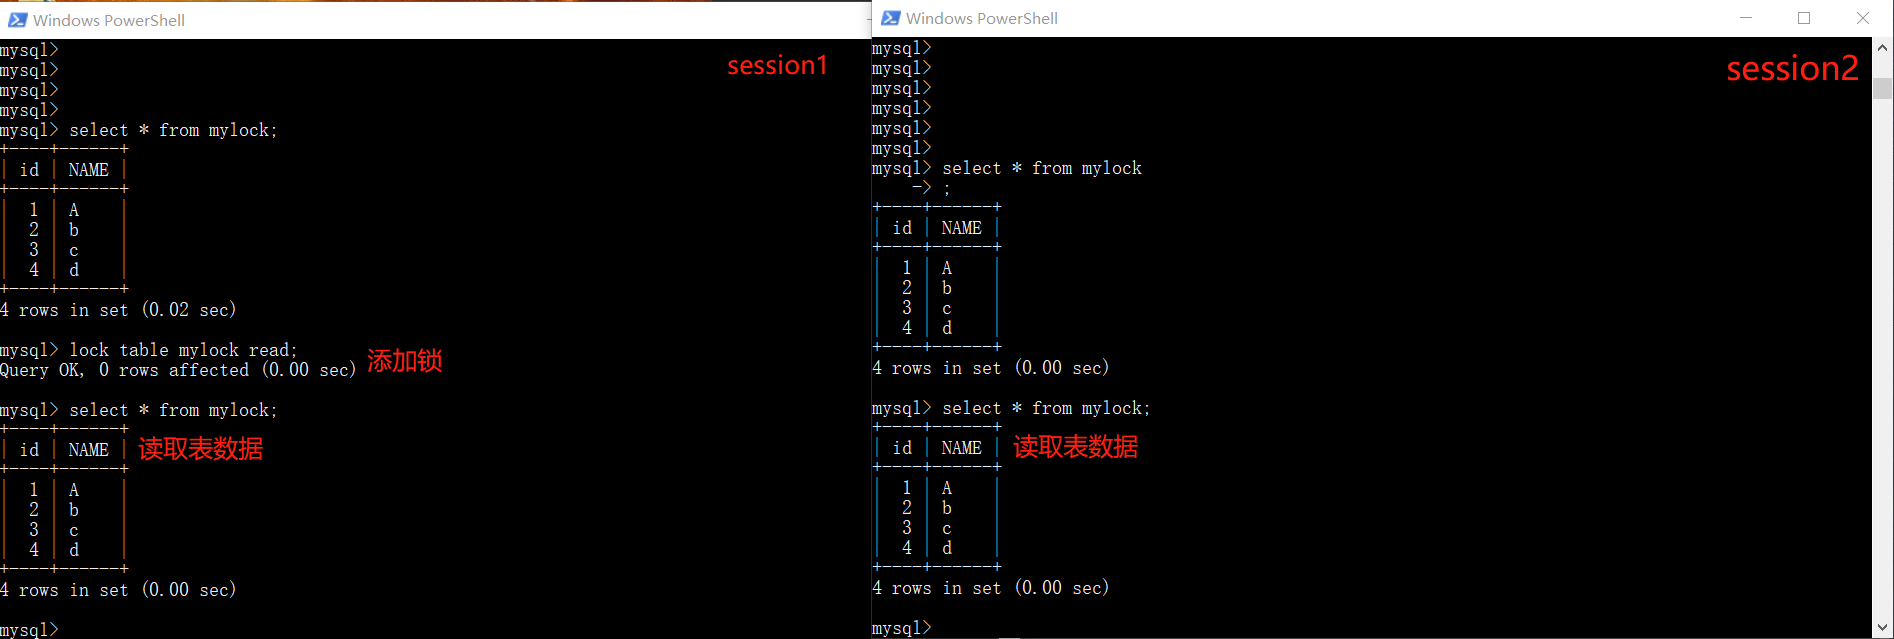 Windows PowerShell
mysql>
mysql>
mysql>
mysql>
session1
mysql> select * from mylock;
+----+------+
| id | NAME |
+----+------+
|  1 | A    |
|  2 | b    |
|  3 | c    |
|  4 | d    |
+----+------+
4 rows in set (0.02 sec)
mysql> lock table mylock read;
Query OK, 0 rows affected (0.00 sec)
添加锁
mysql> select * from mylock;
+----+------+
| id | NAME |
读取表数据
+----+------+
|  1 | A    |
|  2 | b    |
|  3 | c    |
|  4 | d    |
+----+------+
4 rows in set (0.00 sec)
mysql>
Windows PowerShell
mysql>
mysql>
mysql>
mysql>
mysql>
mysql>
session2
mysql> select * from mylock
    -> ;
+----+------+
| id | NAME |
+----+------+
|  1 | A    |
|  2 | b    |
|  3 | c    |
|  4 | d    |
+----+------+
4 rows in set (0.00 sec)
mysql> select * from mylock;
+----+------+
| id | NAME |
读取表数据
+----+------+
|  1 | A    |
|  2 | b    |
|  3 | c    |
|  4 | d    |
+----+------+
4 rows in set (0.00 sec)
mysql>